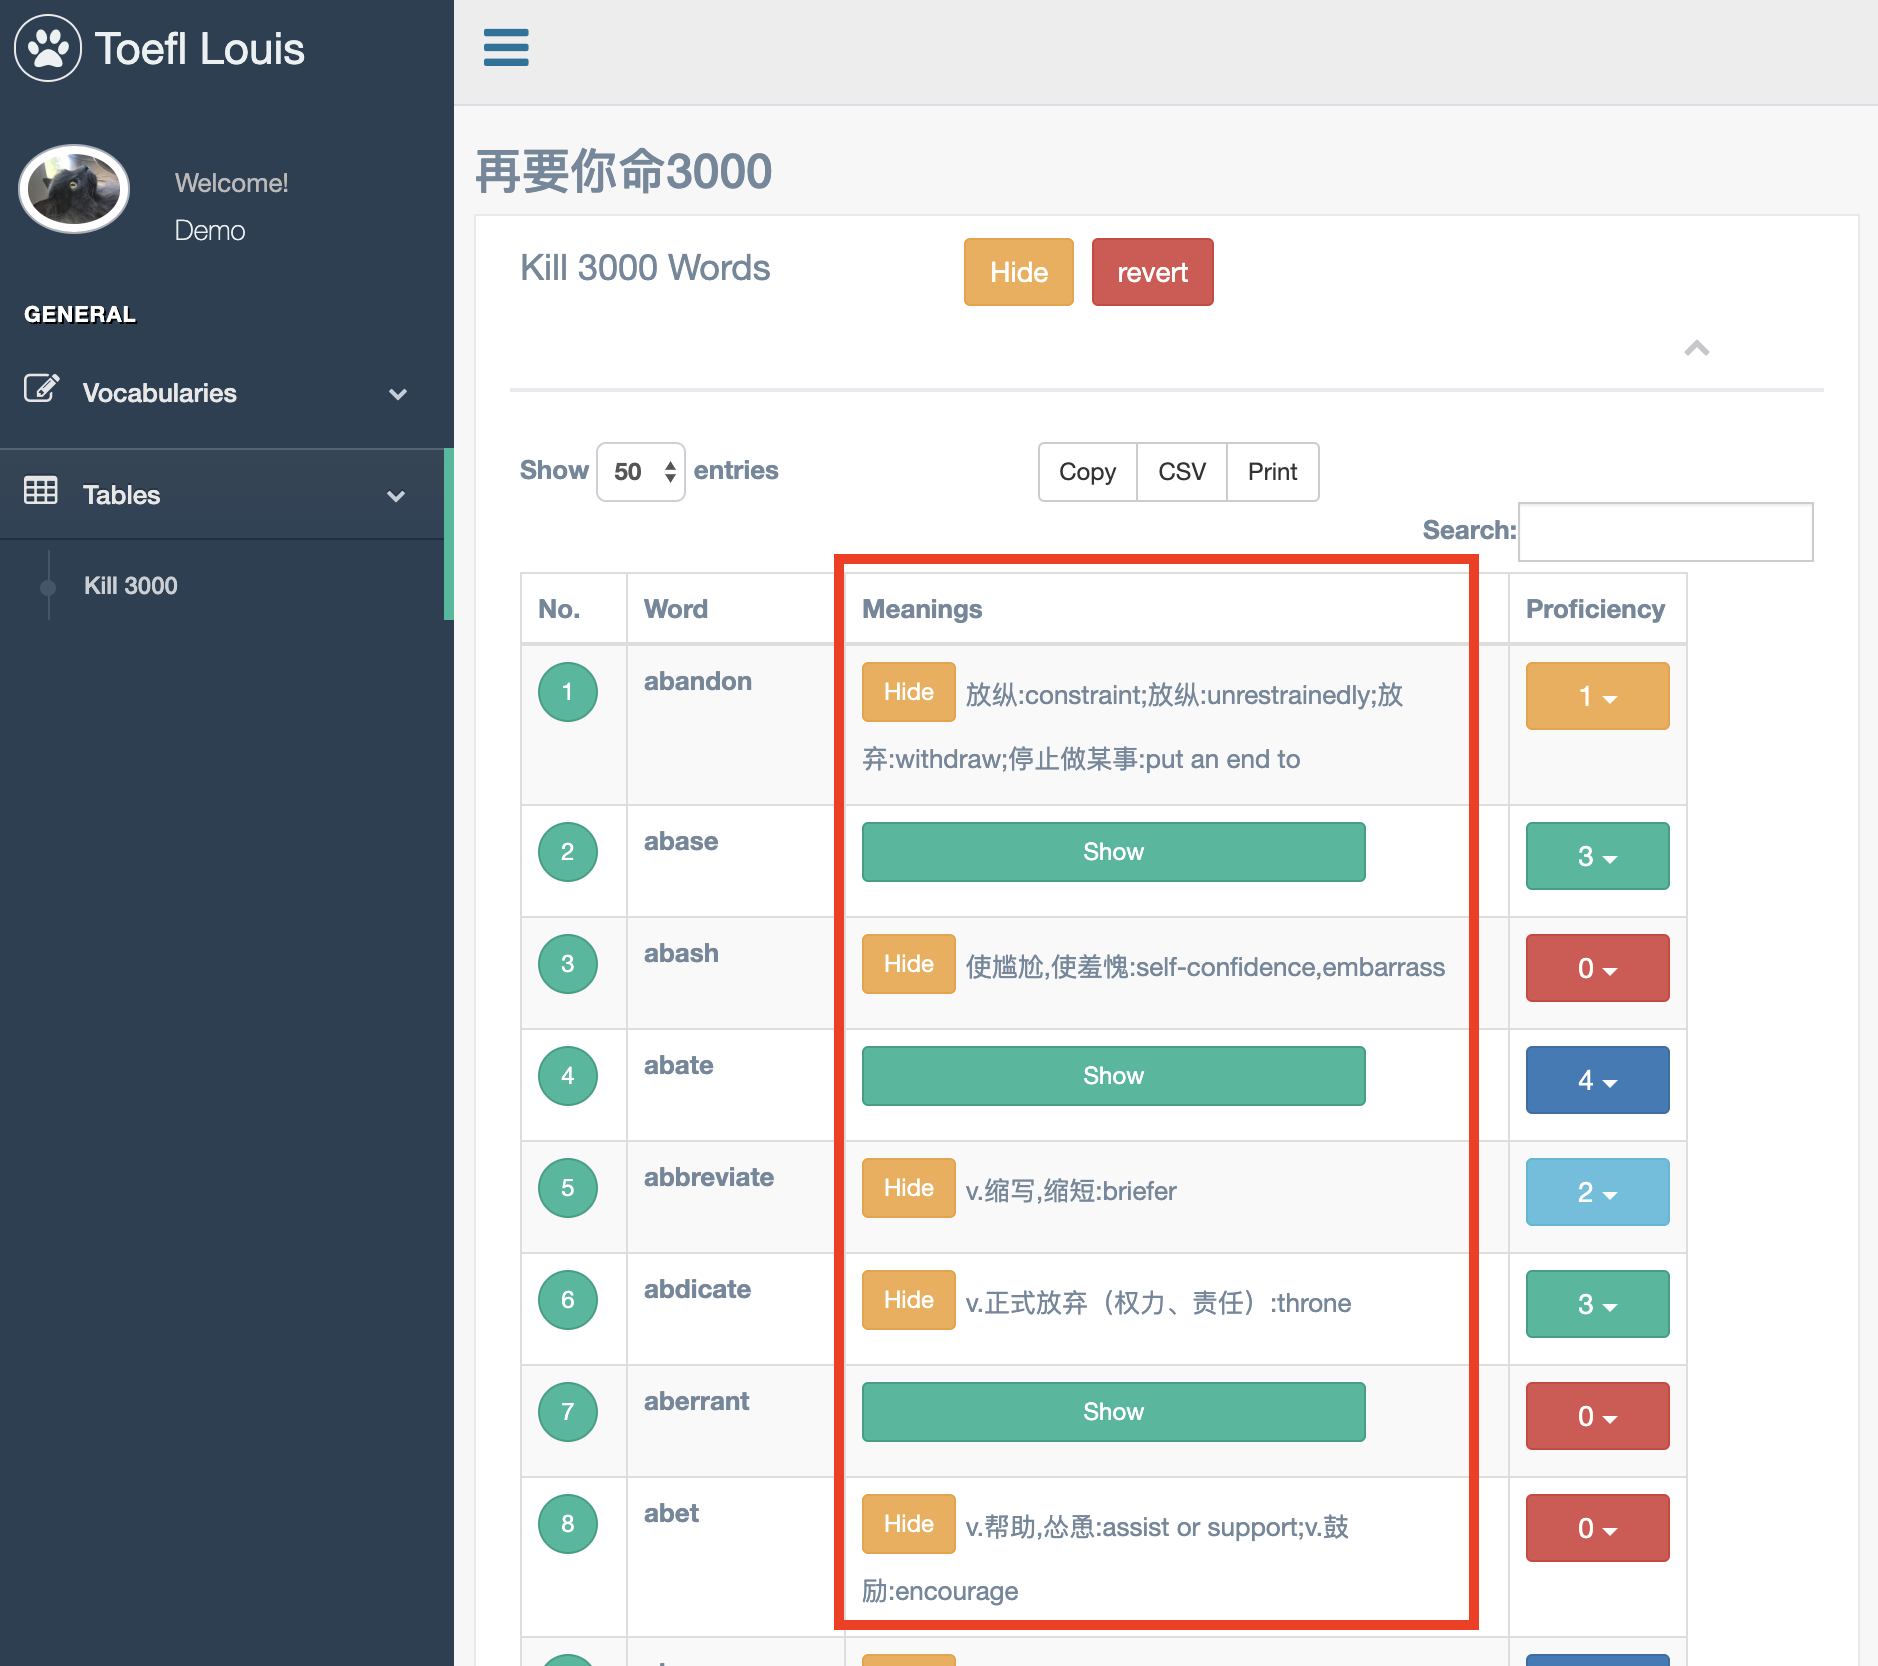 Toefl Louis
Welcome!
Demo
GENERAL
Vocabularies
Tables
Kill 3000
再要你命3000
Kill 3000 Words Hide revert
Show 50 entries Copy CSV Print
Search:
No. Word Meanings Proficiency
1 abandon Hide 放纵:constraint;放纵:unrestrainedly;放 1
弃:withdraw;停止做某事:put an end to
2 abase Show 3
3 abash Hide 使尴尬,使羞愧:self-confidence,embarrass 0
4 abate Show 4
5 abbreviate Hide v.缩写,缩短:briefer 2
6 abdicate Hide v.正式放弃（权力、责任）:throne 3
7 aberrant Show 0
8 abet Hide v.帮助,怂恿:assist or support;v.鼓 0
励:encourage